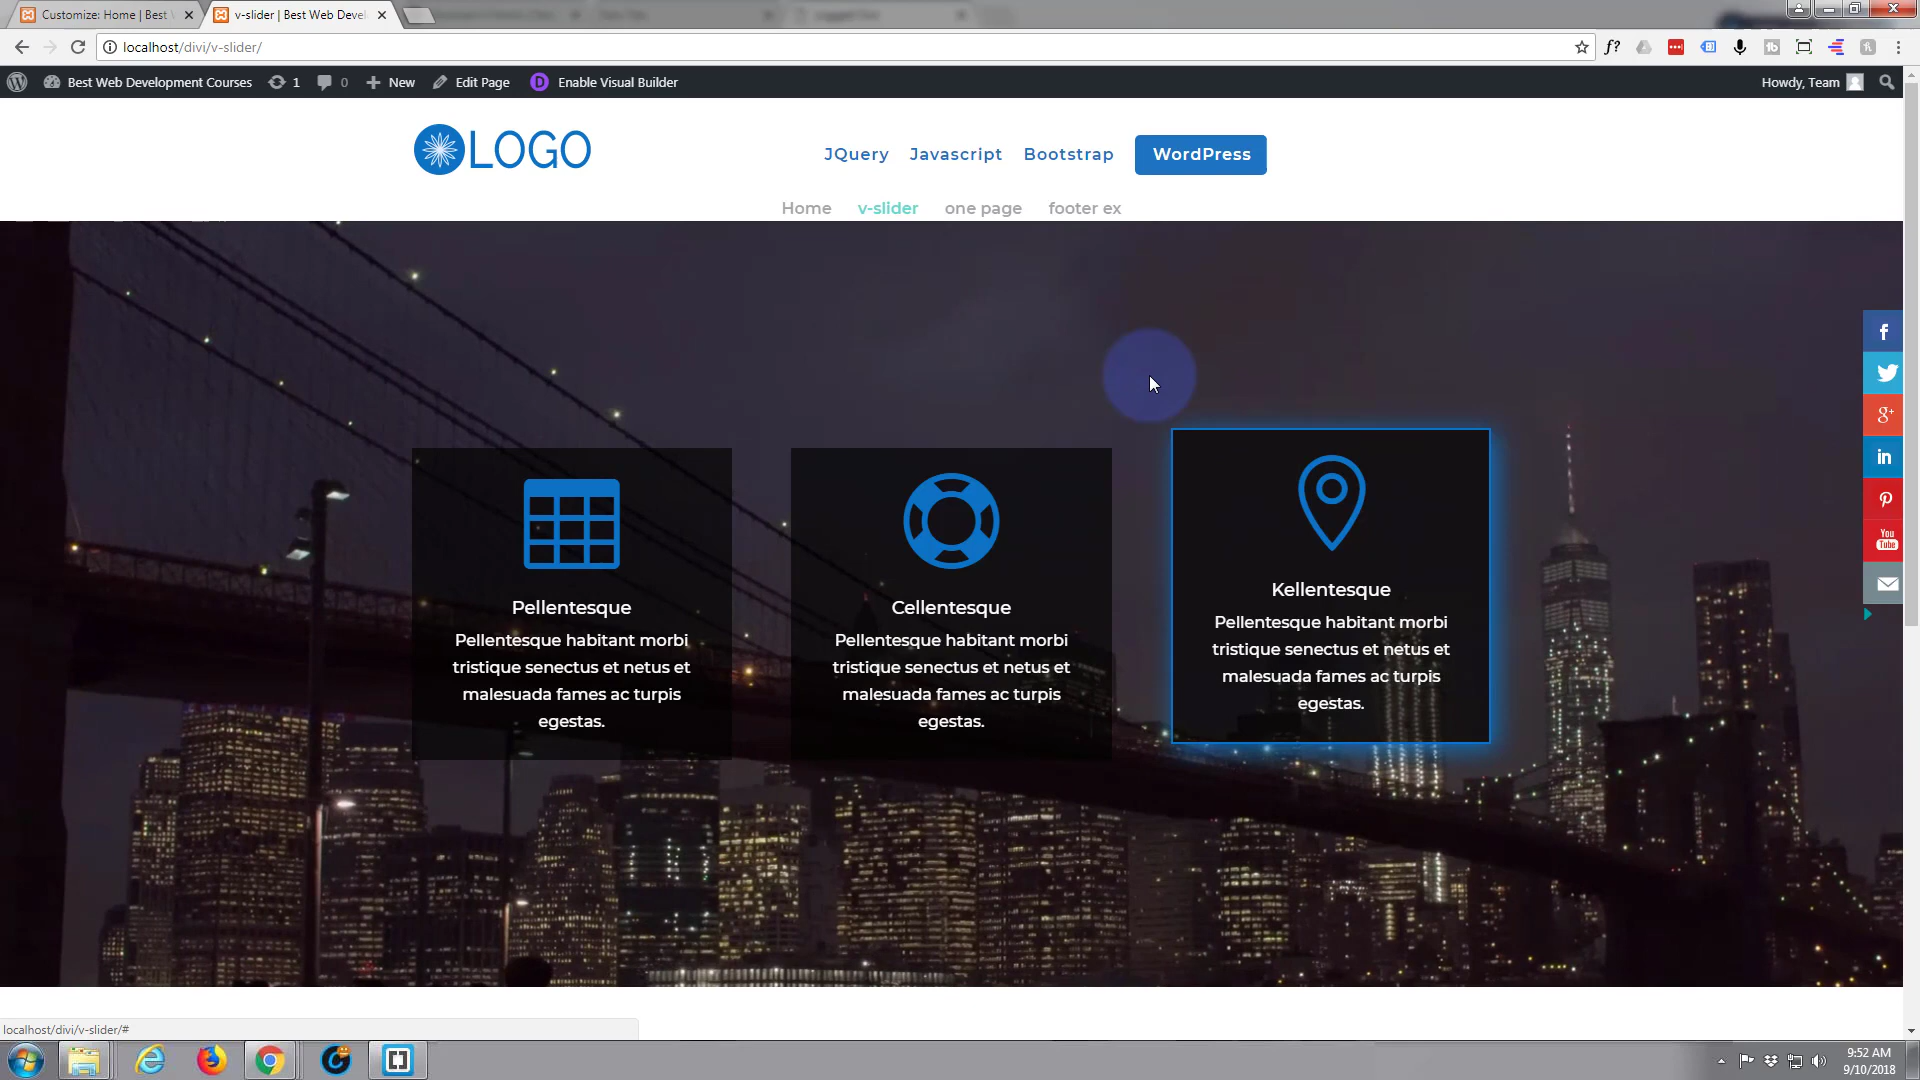 Customize: Home | Best
v-slider | Best Web Devel
localhost/divi/v-slider/
f?
Best Web Development Courses 1 0 New Edit Page D Enable Visual Builder Howdy, Team
LOGO
JQuery Javascript Bootstrap WordPress
Home v-slider one page footer ex
f
g+
in
You
Tube
Pellentesque
Pellentesque habitant morbi
tristique senectus et netus et
malesuada fames ac turpis
egestas.
Cellentesque
Pellentesque habitant morbi
tristique senectus et netus et
malesuada fames ac turpis
egestas.
Kellentesque
Pellentesque habitant morbi
tristique senectus et netus et
malesuada fames ac turpis
egestas.
localhost/divi/v-slider/#
9:52 AM
9/10/2018